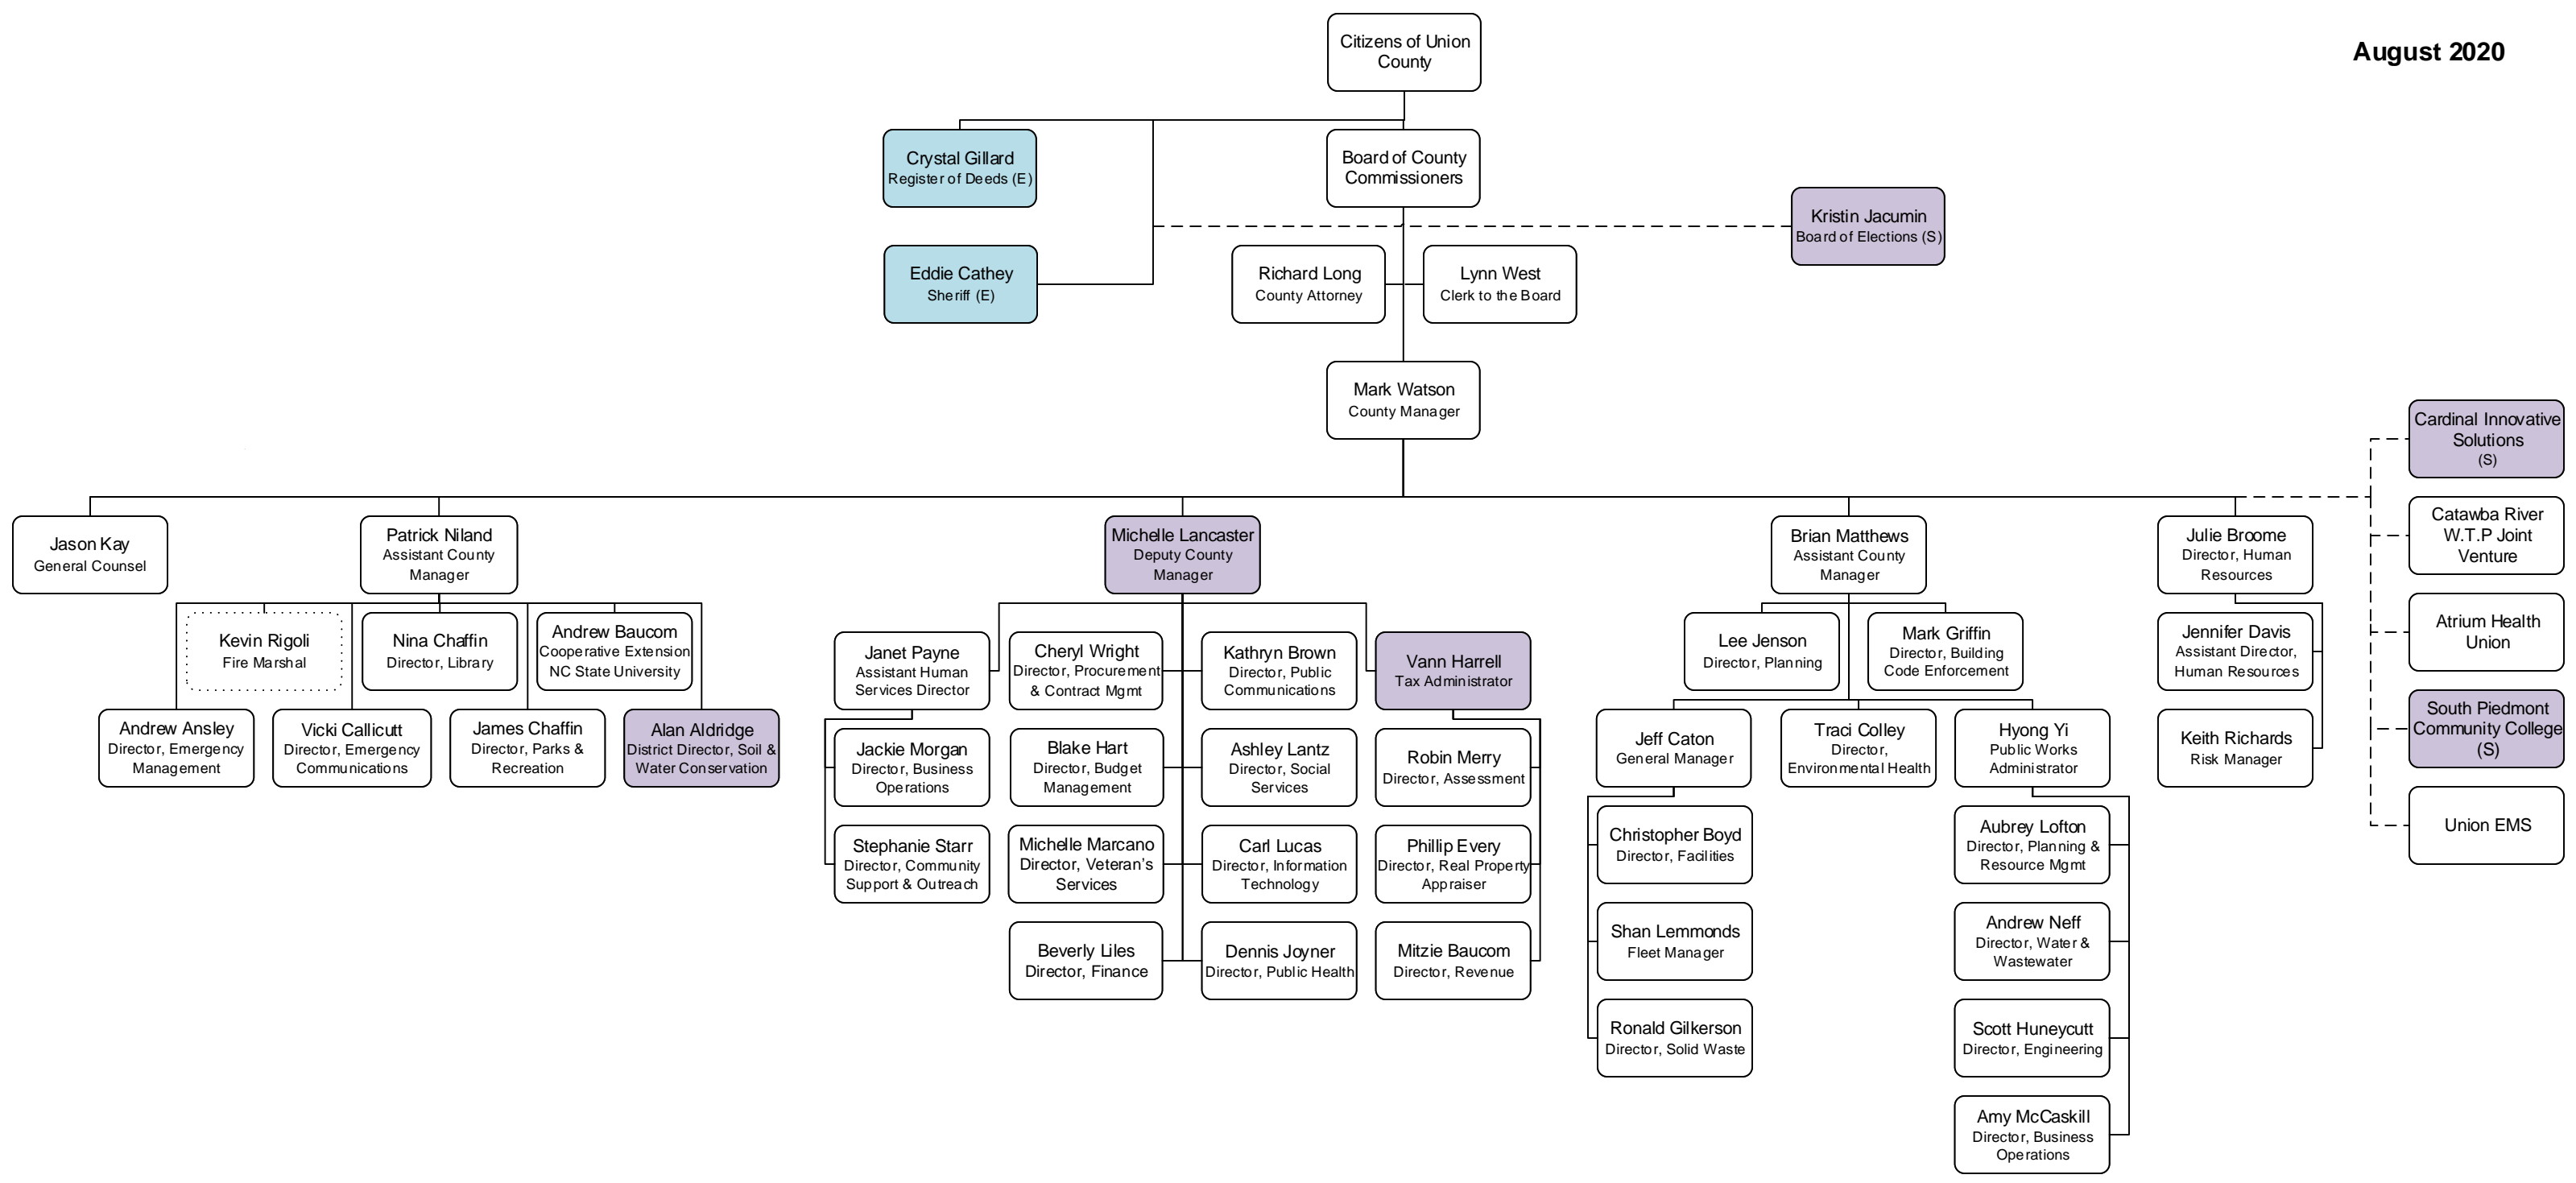 Citizens of Union
County
August 2020
Crystal Gillard
Register of Deeds (E)
Board of County
Commissioners
Kristin Jacumin
Board of Elections (S)
Eddie Cathey
Sheriff (E)
Richard Long
County Attorney
Lynn West
Clerk to the Board
Mark Watson
County Manager
Cardinal Innovative
Solutions
(S)
Catawba River
W.T.P Joint
Venture
Atrium Health
Union
South Piedmont
Community College
(S)
Union EMS
Jason Kay
General Counsel
Patrick Niland
Assistant County
Manager
Michelle Lancaster
Deputy County
Manager
Brian Matthews
Assistant County
Manager
Julie Broome
Director, Human
Resources
Kevin Rigoli
Fire Marshal
Nina Chaffin
Director, Library
Andrew Baucom
Cooperative Extension
NC State University
Andrew Ansley
Director, Emergency
Management
Vicki Callicutt
Director, Emergency
Communications
James Chaffin
Director, Parks &
Recreation
Alan Aldridge
District Director, Soil &
Water Conservation
Janet Payne
Assistant Human
Services Director
Cheryl Wright
Director, Procurement
& Contract Mgmt
Kathryn Brown
Director, Public
Communications
Vann Harrell
Tax Administrator
Jackie Morgan
Director, Business
Operations
Blake Hart
Director, Budget
Management
Ashley Lantz
Director, Social
Services
Robin Merry
Director, Assessment
Stephanie Starr
Director, Community
Support & Outreach
Michelle Marcano
Director, Veteran’s
Services
Carl Lucas
Director, Information
Technology
Phillip Every
Director, Real Property
Appraiser
Beverly Liles
Director, Finance
Dennis Joyner
Director, Public Health
Mitzie Baucom
Director, Revenue
Lee Jenson
Director, Planning
Mark Griffin
Director, Building
Code Enforcement
Jeff Caton
General Manager
Traci Colley
Director,
Environmental Health
Hyong Yi
Public Works
Administrator
Christopher Boyd
Director, Facilities
Shan Lemmonds
Fleet Manager
Ronald Gilkerson
Director, Solid Waste
Aubrey Lofton
Director, Planning &
Resource Mgmt
Andrew Neff
Director, Water &
Wastewater
Scott Huneycutt
Director, Engineering
Amy McCaskill
Director, Business
Operations
Jennifer Davis
Assistant Director,
Human Resources
Keith Richards
Risk Manager